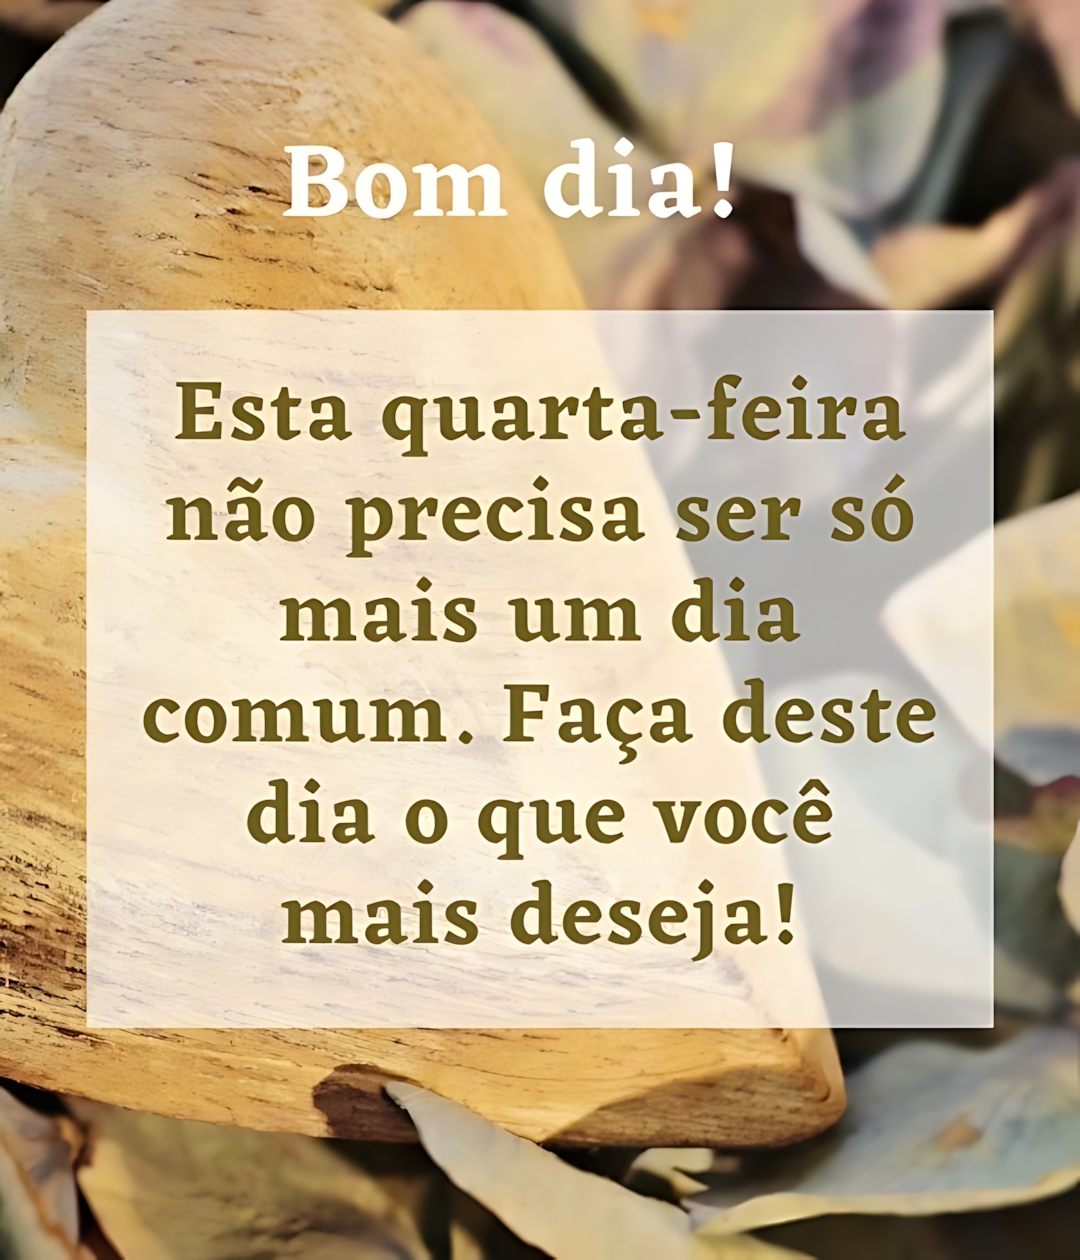 Bom dia!
Esta quarta-feira
não precisa ser só
mais um dia
comum. Faça deste
dia o que você
mais deseja!